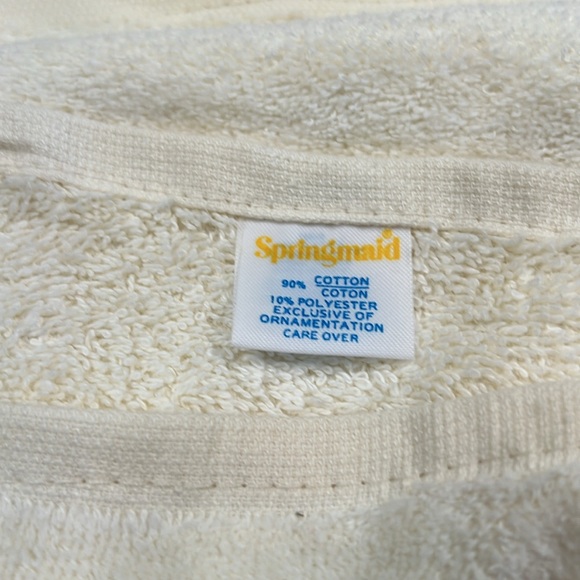 Springmaid
90% COTTON
COTON
10% POLYESTER
EXCLUSIVE OF
ORNAMENTATION
CARE OVER